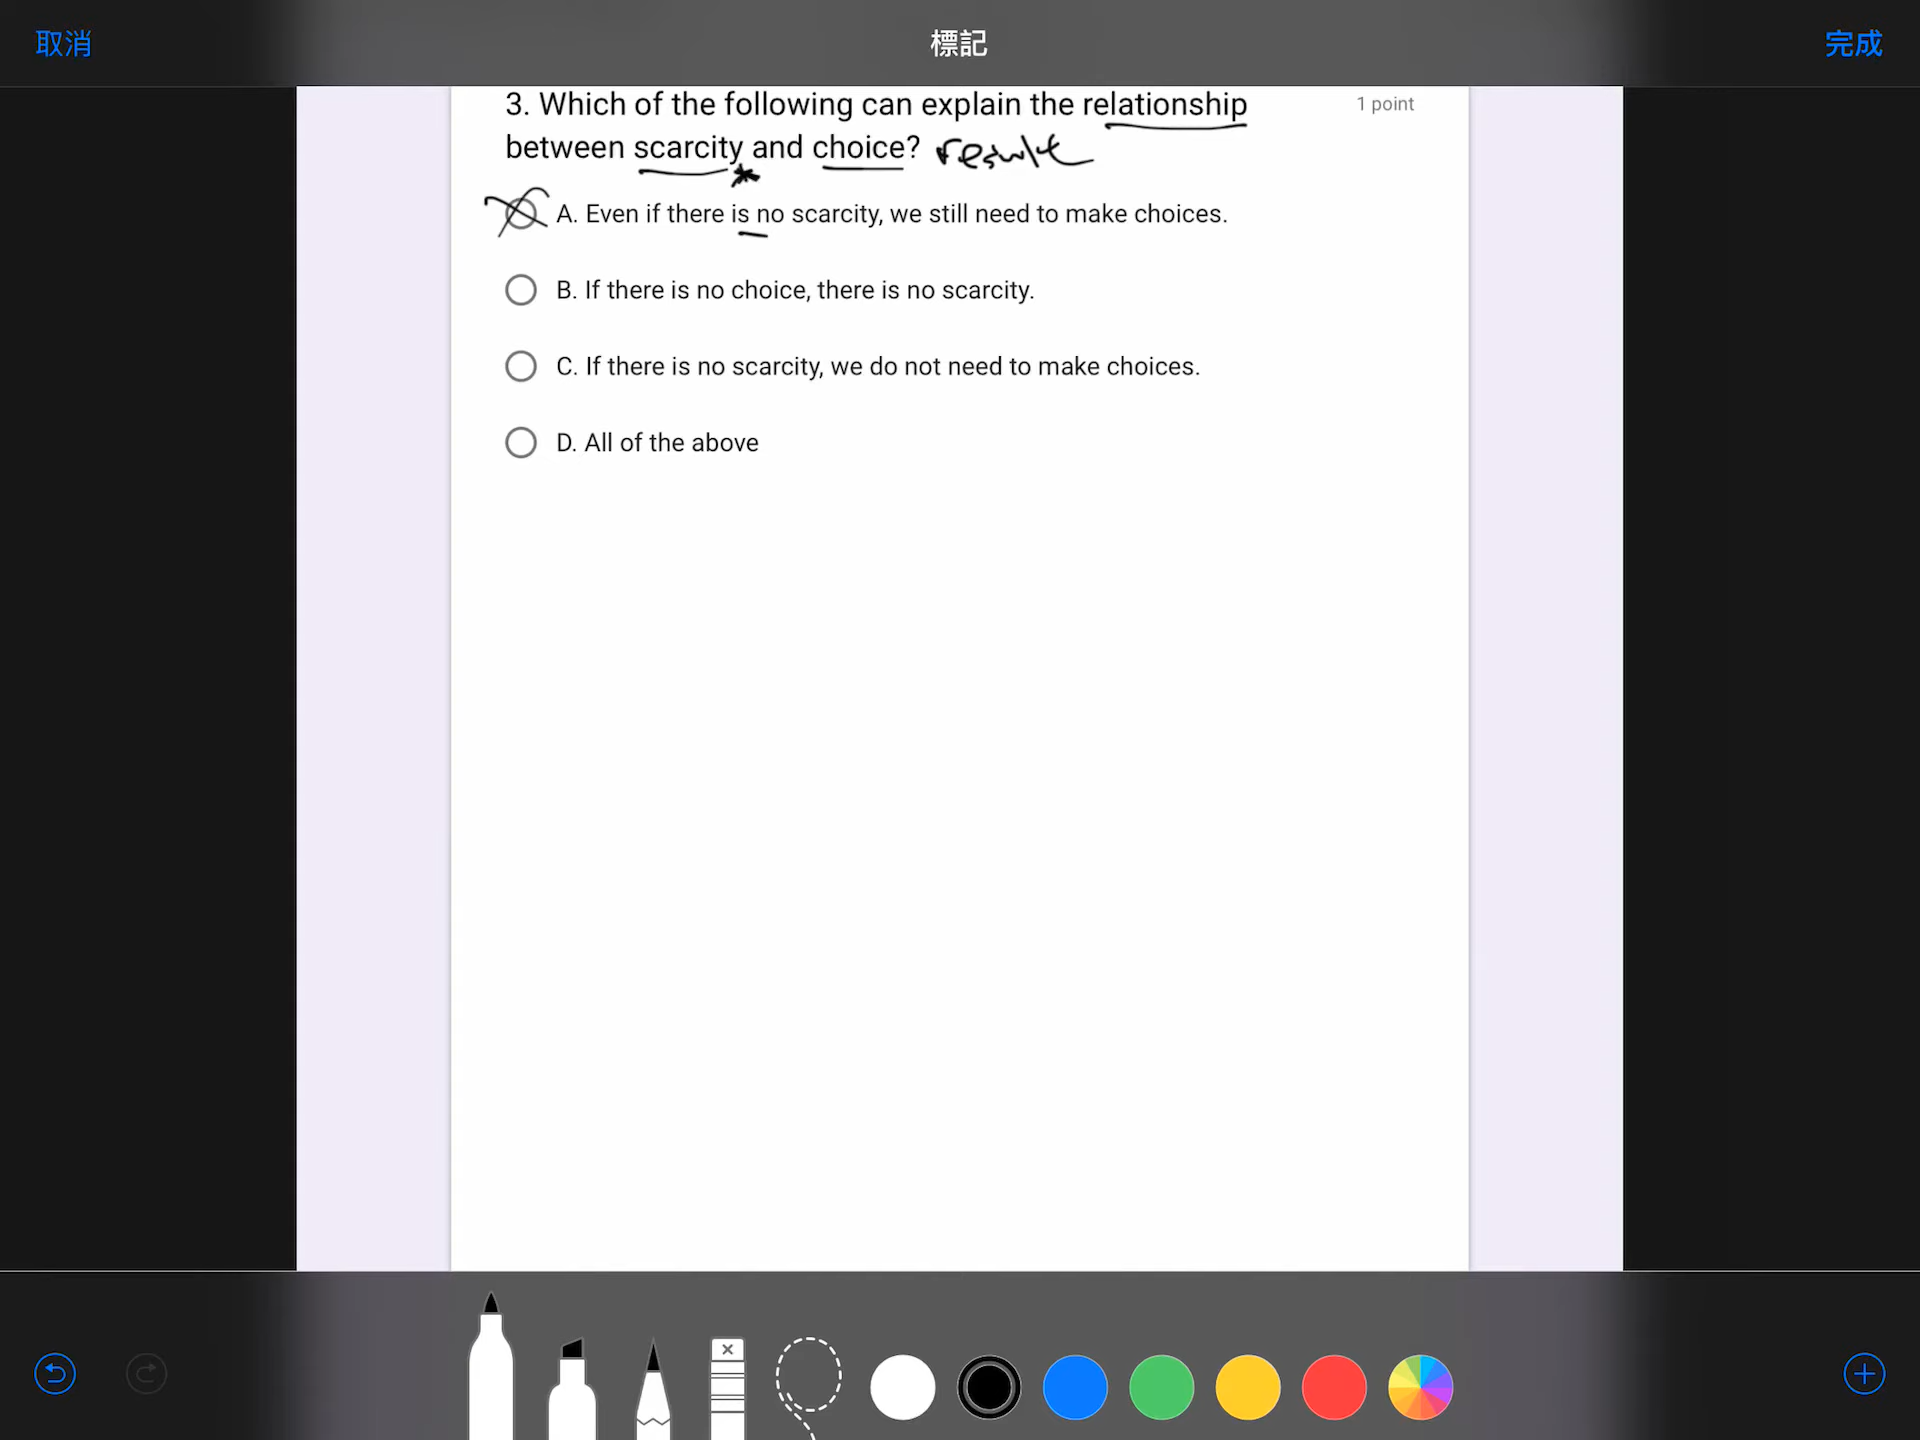 取消
標記
完成
3. Which of the following can explain the relationship
1 point
between scarcity and choice? result
A. Even if there is no scarcity, we still need to make choices.
B. If there is no choice, there is no scarcity.
C. If there is no scarcity, we do not need to make choices.
D. All of the above